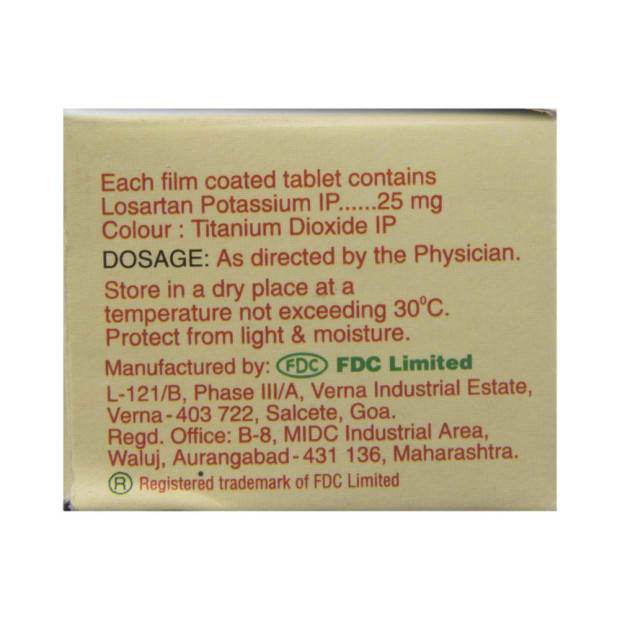 Each film coated tablet contains
Losartan Potassium IP......25 mg
Colour : Titanium Dioxide IP
DOSAGE: As directed by the Physician.
Store in a dry place at a
temperature not exceeding 30⁰C.
Protect from light & moisture.
Manufactured by: FDC FDC Limited
L-121/B, Phase III/A, Verna Industrial Estate,
Verna-403 722, Salcete, Goa.
Regd. Office: B-8, MIDC Industrial Area,
Waluj, Aurangabad-431 136, Maharashtra.
® Registered trademark of FDC Limited